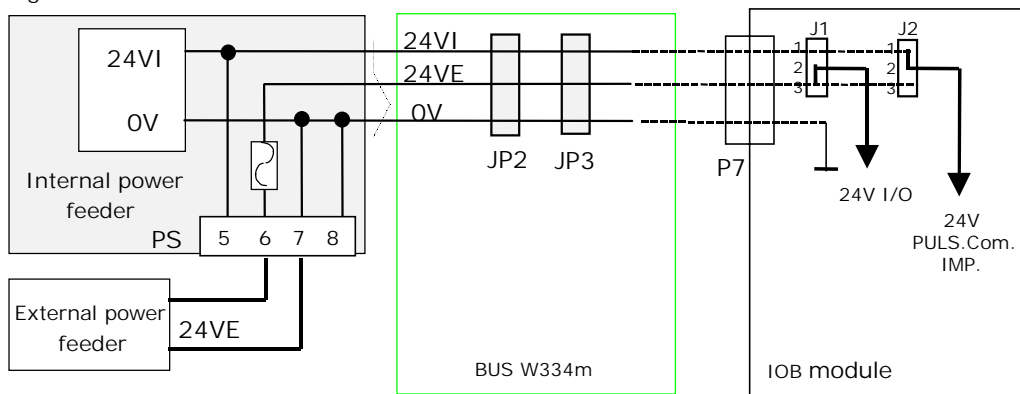 24VI
0V
Internal power
feeder
PS
5 6 7 8
External power
feeder
24VE
24VI
24VE
0V
JP2
JP3
BUS W334m
P7
J1
1
2
3
J2
1
2
3
24V I/O
24V
PULS.Com.
IMP.
IOB module